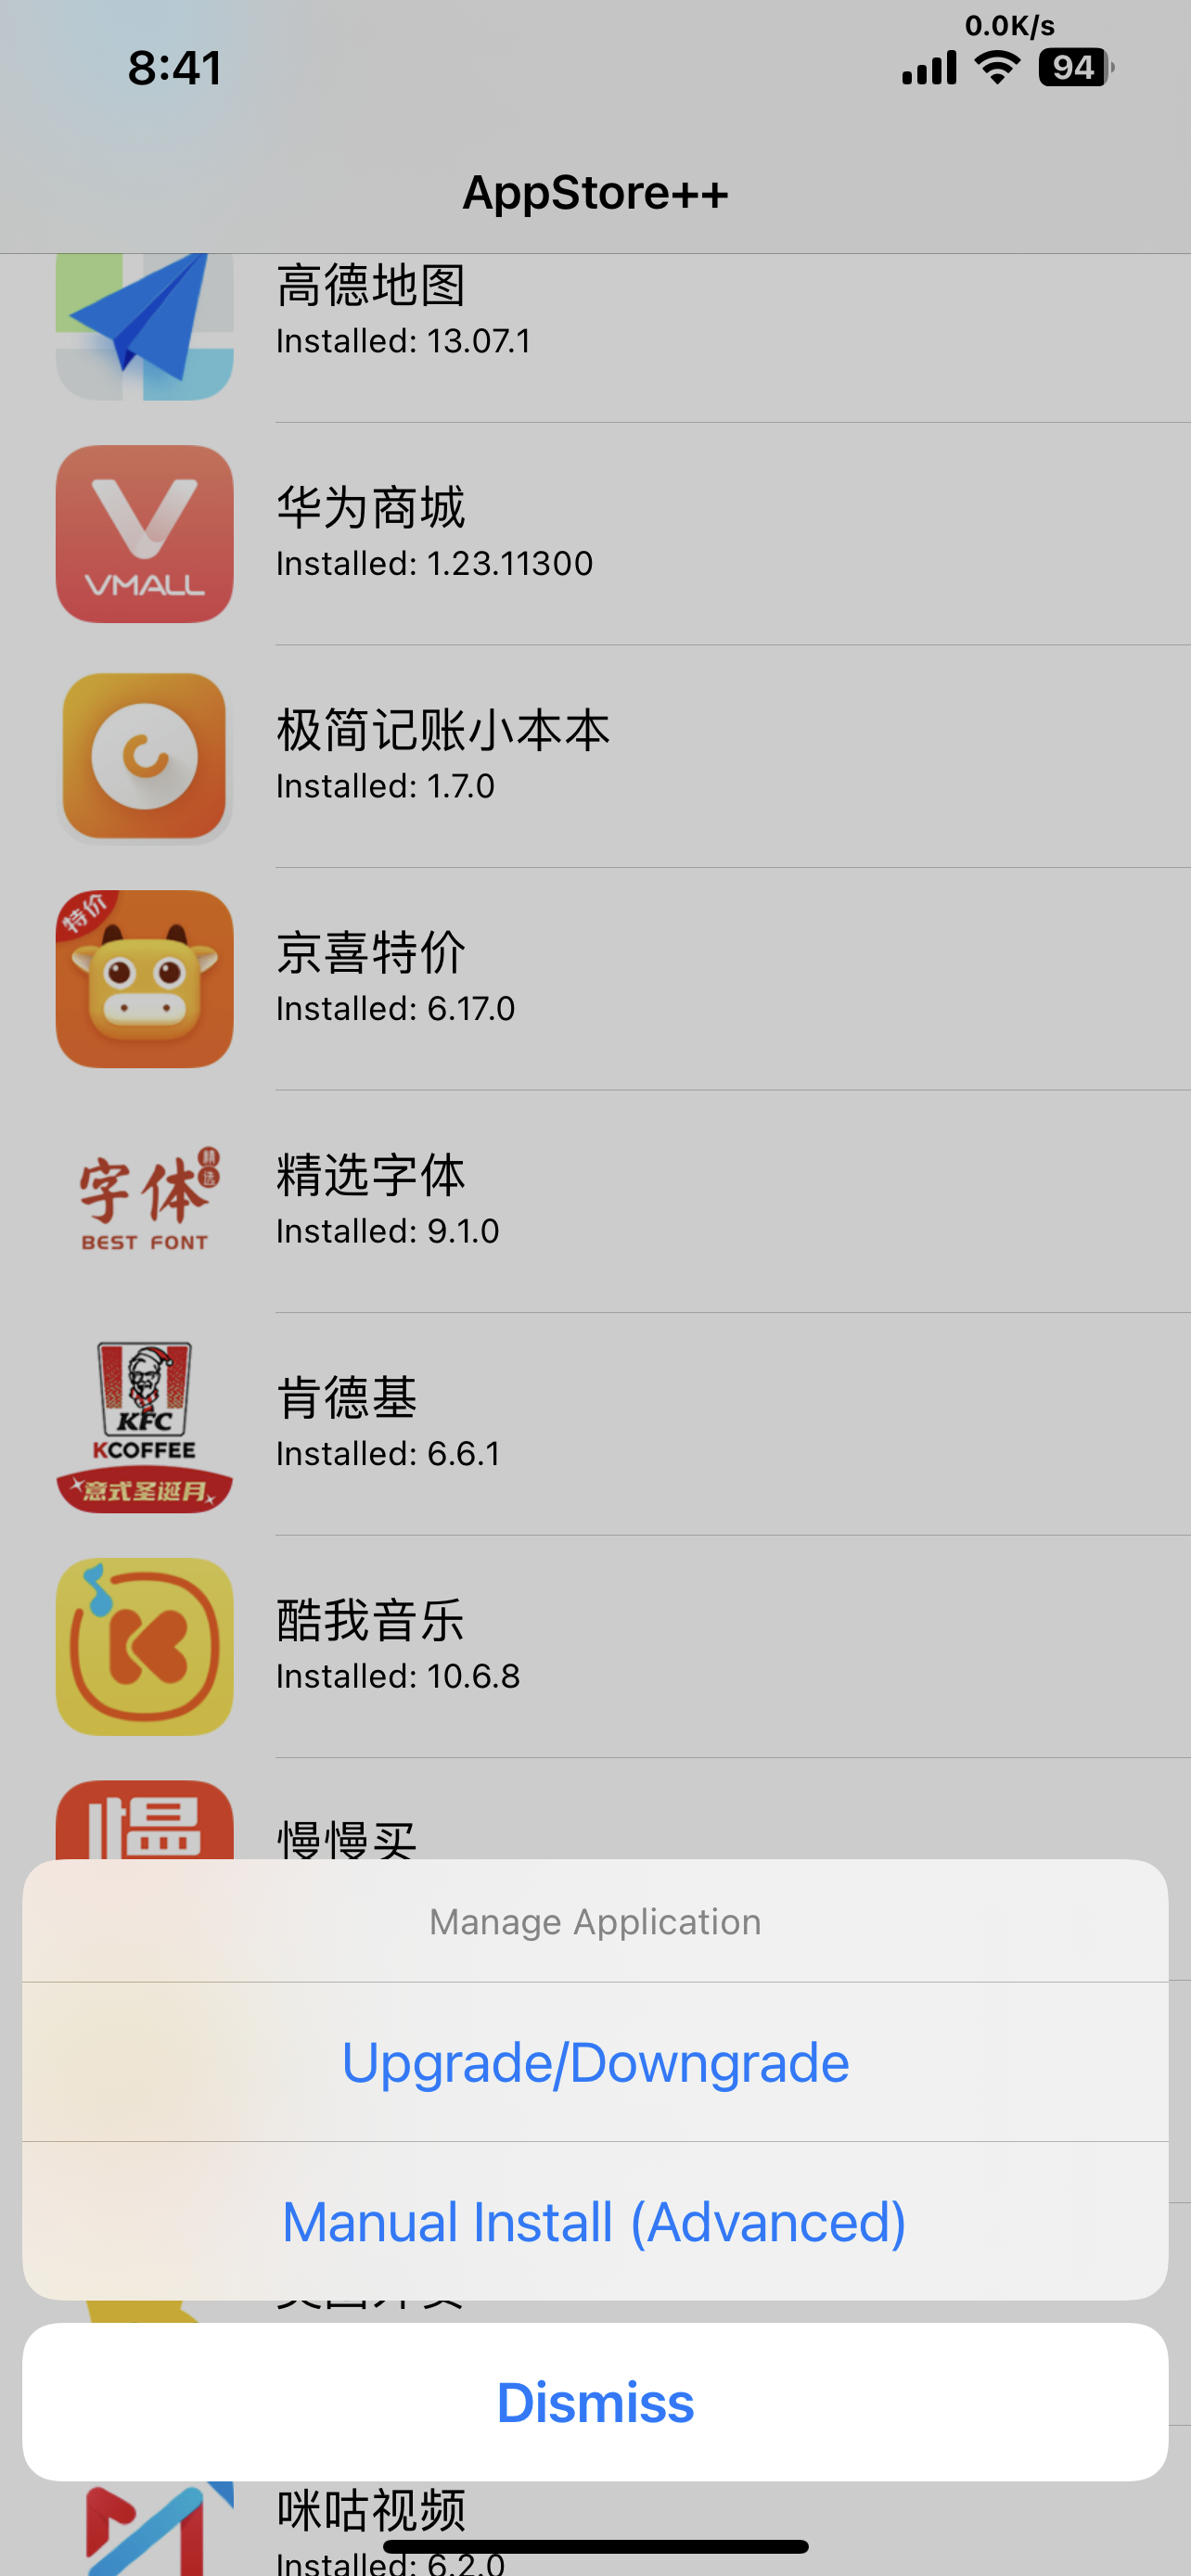 0.0K/s
8:41
94
AppStore++
高德地图
Installed: 13.07.1
华为商城
Installed: 1.23.11300
VMALL
极简记账小本本
Installed: 1.7.0
特价
京喜特价
Installed: 6.17.0
精选字体
Installed: 9.1.0
字体
精选
BEST FONT
肯德基
Installed: 6.6.1
KFC
KCOFFEE
意式圣诞月
酷我音乐
Installed: 10.6.8
慢慢买
Manage Application
Upgrade/Downgrade
Manual Install (Advanced)
Dismiss
咪咕视频
Installed: 6.2.0